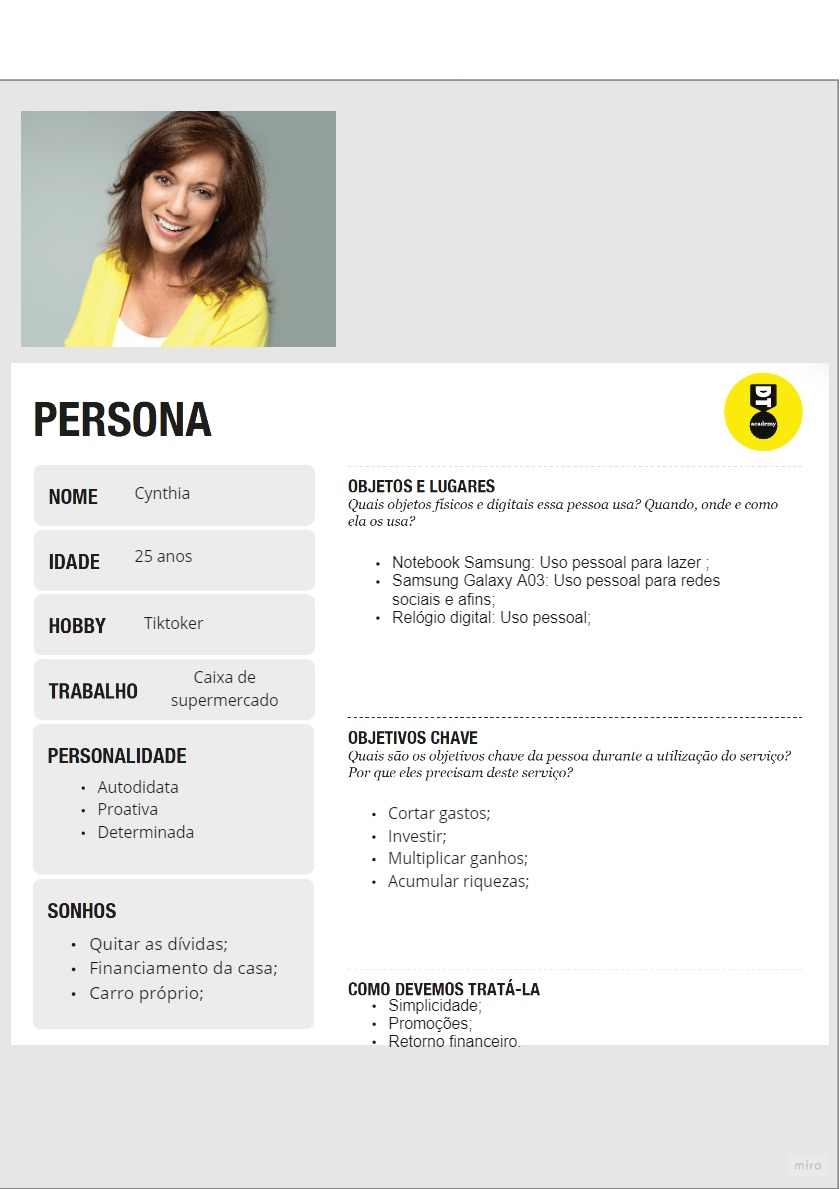 PERSONA
DT
academy
NOME Cynthia
IDADE 25 anos
HOBBY Tiktoker
TRABALHO Caixa de
supermercado
PERSONALIDADE
• Autodidata
• Proativa
• Determinada
SONHOS
• Quitar as dívidas;
• Financiamento da casa;
• Carro próprio;
OBJETOS E LUGARES
Quais objetos físicos e digitais essa pessoa usa? Quando, onde e como
ela os usa?
• Notebook Samsung: Uso pessoal para lazer ;
• Samsung Galaxy A03: Uso pessoal para redes
sociais e afins;
• Relógio digital: Uso pessoal;
OBJETIVOS CHAVE
Quais são os objetivos chave da pessoa durante a utilização do serviço?
Por que eles precisam deste serviço?
• Cortar gastos;
• Investir;
• Multiplicar ganhos;
• Acumular riquezas;
COMO DEVEMOS TRATÁ-LA
• Simplicidade;
• Promoções;
• Retorno financeiro.
miro